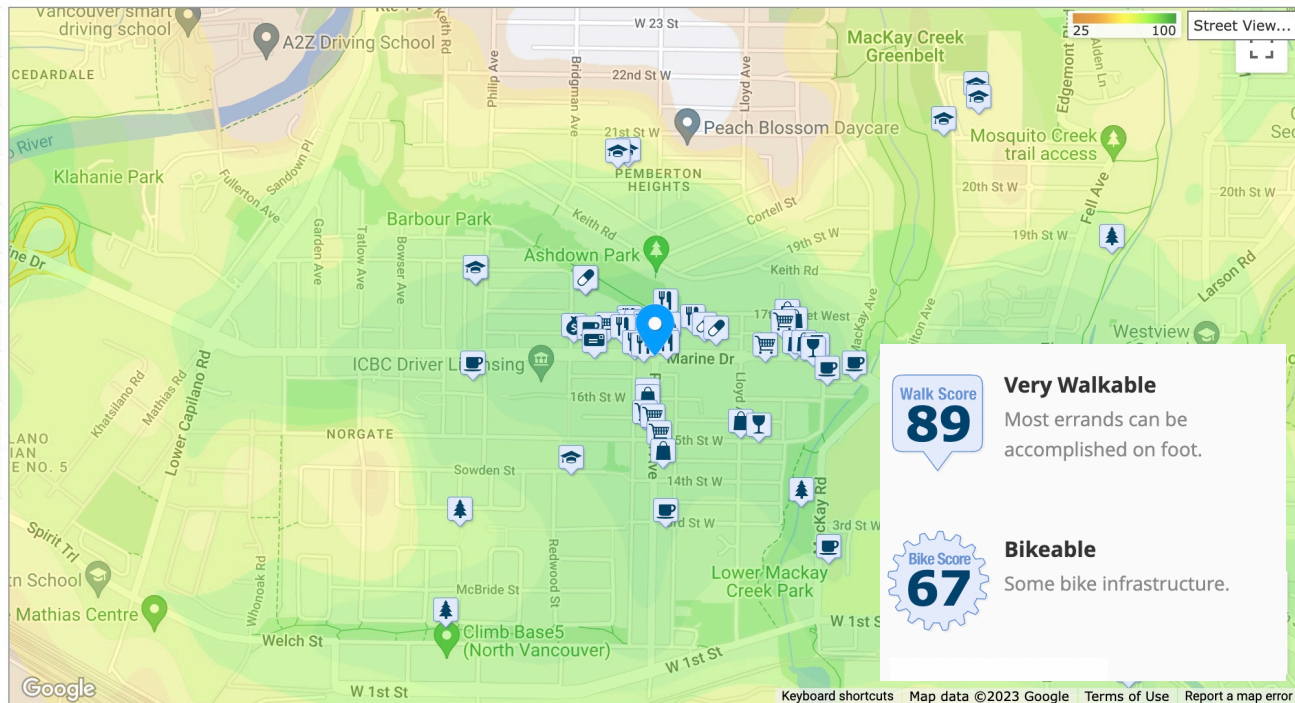 Vancouver smart
driving school
A2Z Driving School
CEDARDALE
Keith Rd
Philip Ave
Bridgman Ave
W 23 St
22nd St W
Lloyd Ave
MacKay Creek
Greenbelt
25 100
Street View...
Alden Ln
River
Klahanie Park
Fullerton Ave
Sandown Pl
21st St W
Peach Blossom Daycare
PEMBERTON
HEIGHTS
Mosquito Creek
trail access
20th St W
20th St W
Fell Ave
Cortell St
Keith Rd
19th St W
19th St W
Barbour Park
Garden Ave
Tatlow Ave
Bowser Ave
Ashdown Park
Keith Rd
Larson Rd
MacKay Ave
Westview
ICBC Driver Licensing
Marine Dr
Lower Capilano Rd
Khatsilano Rd
Mathias Rd
16th St W
NORGATE
Sowden St
14th St W
Spirit Trl
Whonoak Rd
Redwood St
3rd St W
Lower Mackay
Creek Park
McBride St
Mathias Centre
Welch St
Climb Base5
(North Vancouver)
W 1st St
W 1st St
Walk Score
89
Very Walkable
Most errands can be
accomplished on foot.
Bike Score
67
Bikeable
Some bike infrastructure.
Google
Keyboard shortcuts Map data ©2023 Google Terms of Use Report a map error